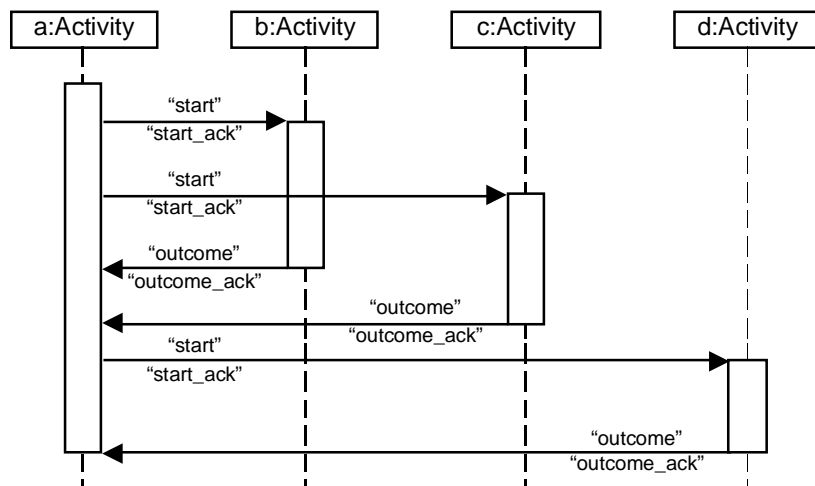 a:Activity
b:Activity
c:Activity
d:Activity
“start”
“start_ack”
“start”
“start_ack”
“outcome”
“outcome_ack”
“outcome”
“outcome_ack”
“start”
“start_ack”
“outcome”
“outcome_ack”